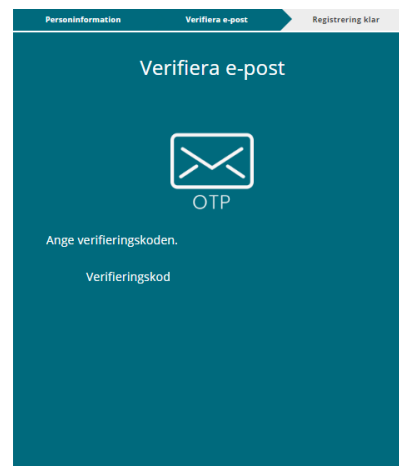 Personinformation Verifiera e-post Registrering klar
Verifiera e-post
OTP
Ange verifieringskoden.
Verifieringskod